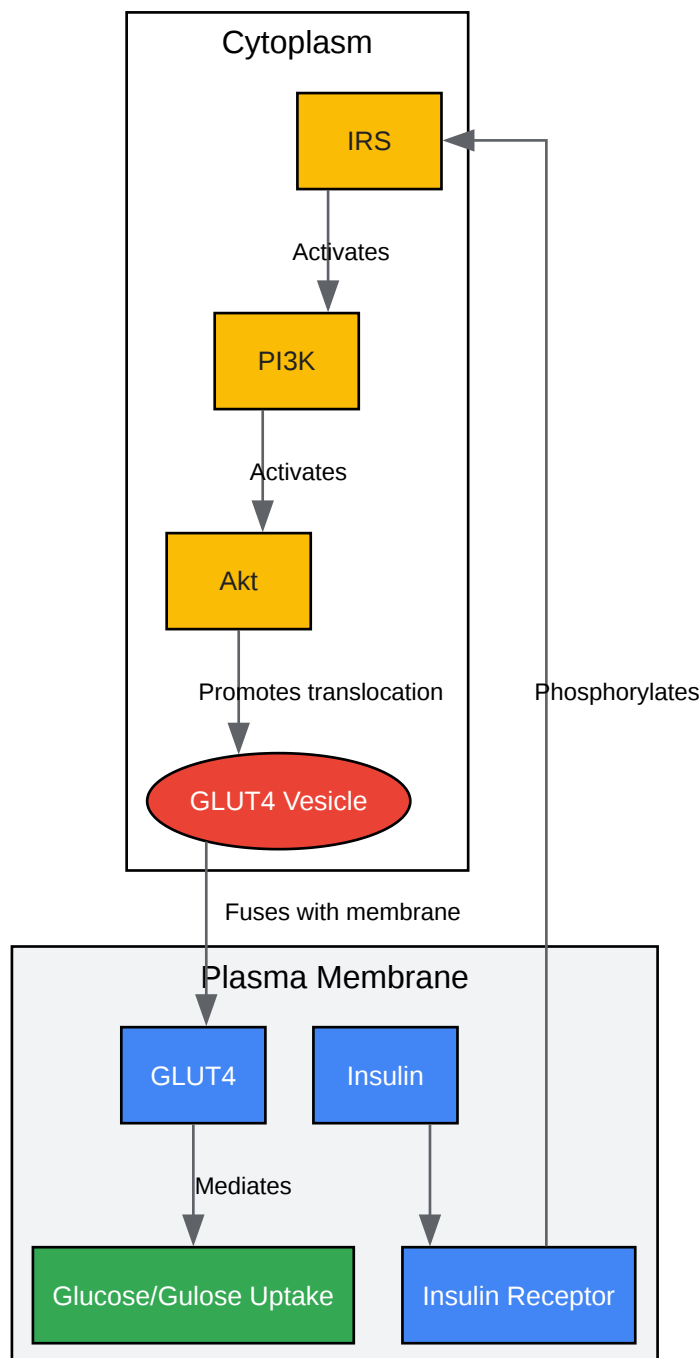 Cytoplasm
IRS
Activates
PI3K
Activates
Akt
Promotes translocation
Phosphorylates
GLUT4 Vesicle
Fuses with membrane
Plasma Membrane
GLUT4
Insulin
Mediates
Glucose/Gulose Uptake
Insulin Receptor